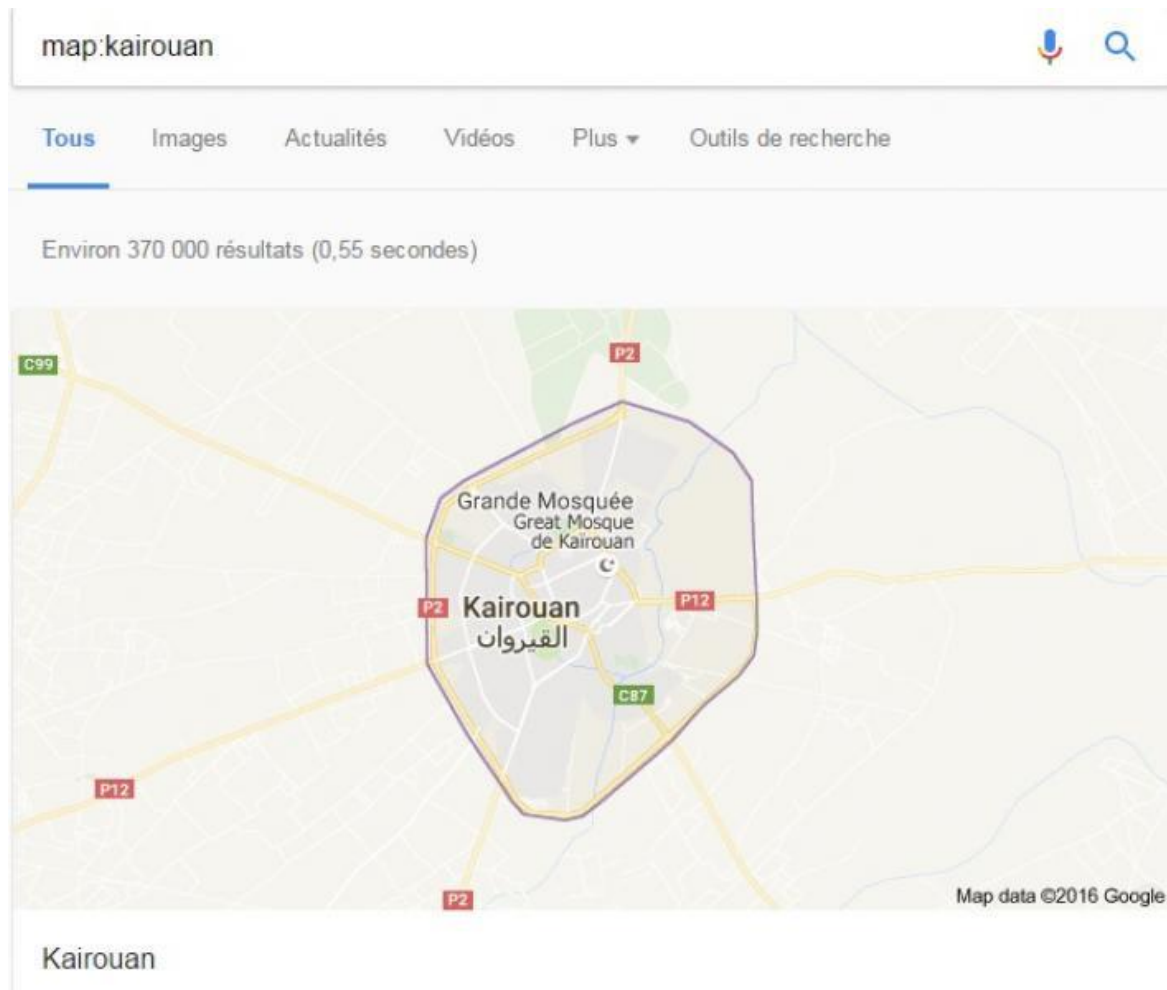 map:kairouan
Tous Images Actualités Vidéos Plus Outils de recherche
Environ 370 000 résultats (0,55 secondes)
P2
C99
Grande Mosquée
Great Mosque
de Kaïrouan
P2
Kairouan
P12
القيروان
C87
P12
P2
Map data ©2016 Google
Kairouan